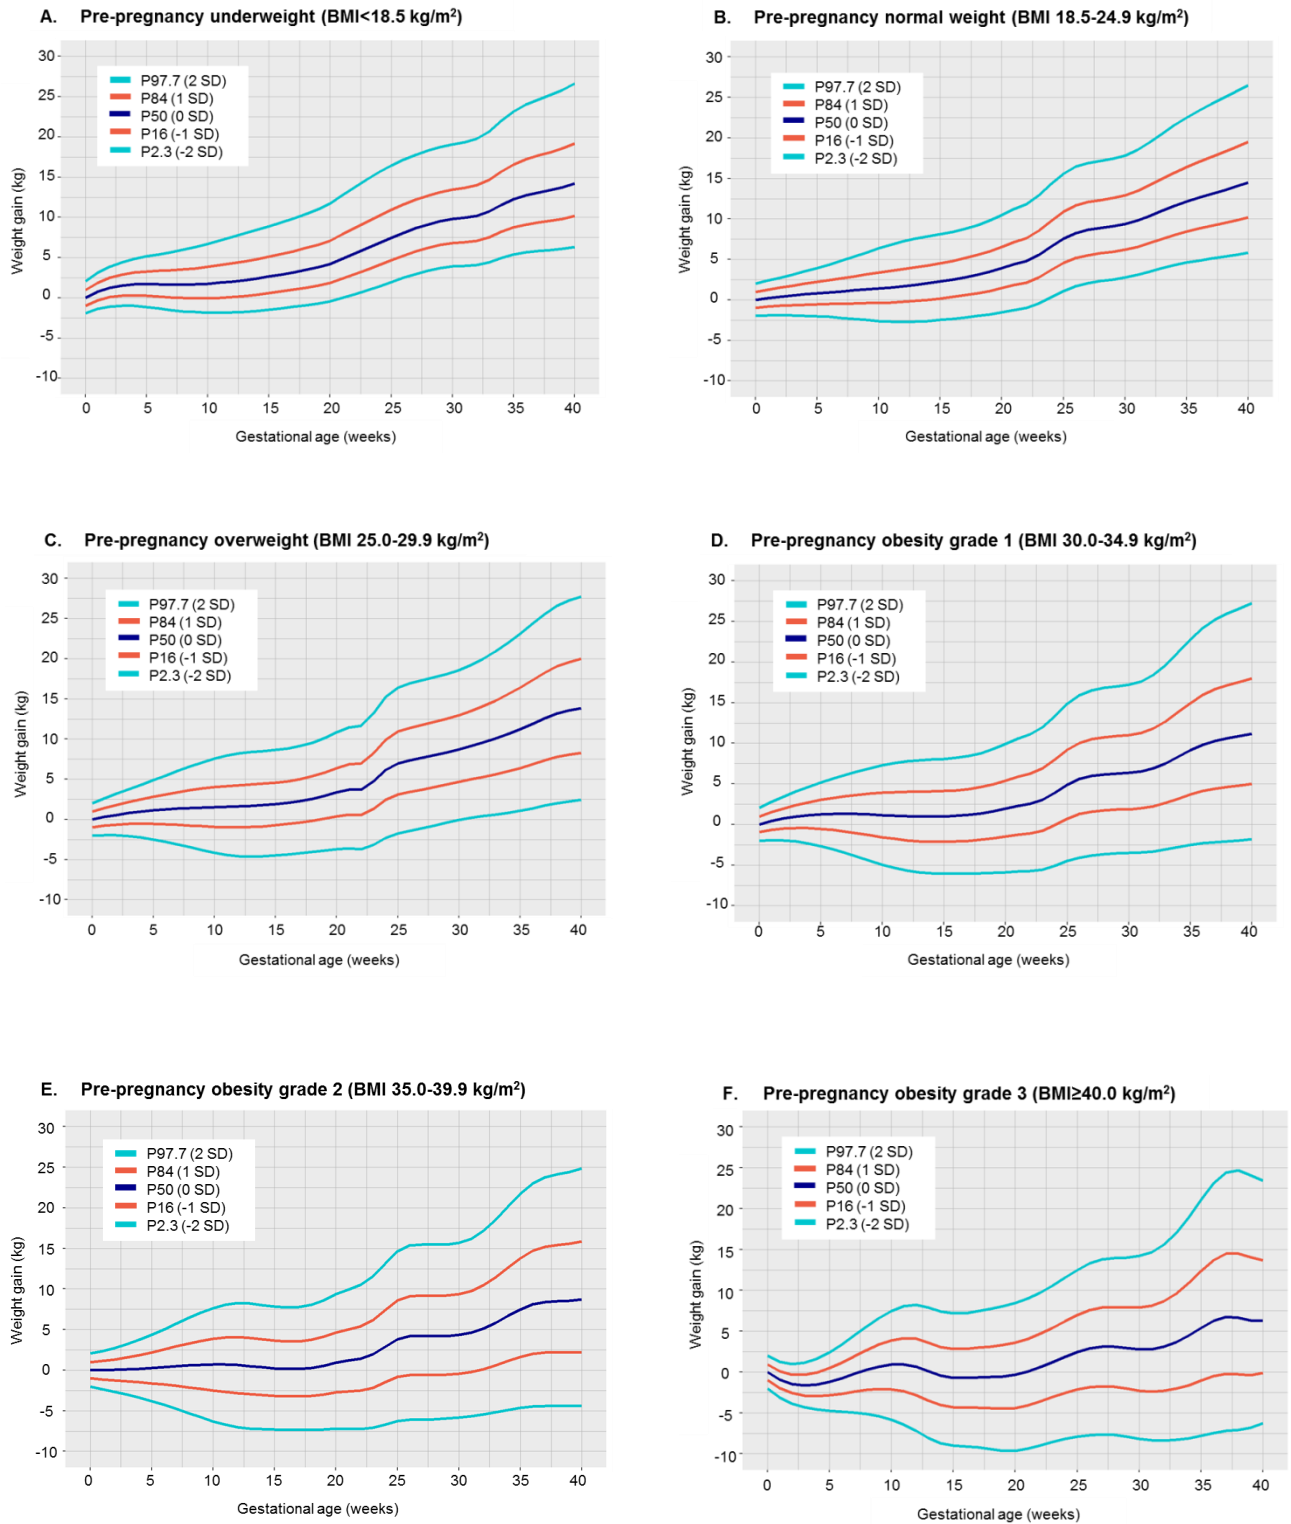 A. Pre-pregnancy underweight (BMI<18.5 kg/m²)
30
25
20
15
10
5
0
-5
-10
Weight gain (kg)
P97.7 (2 SD)
P84 (1 SD)
P50 (0 SD)
P16 (-1 SD)
P2.3 (-2 SD)
0 5 10 15 20 25 30 35 40
Gestational age (weeks)
B. Pre-pregnancy normal weight (BMI 18.5-24.9 kg/m²)
30
25
20
15
10
5
0
-5
-10
Weight gain (kg)
P97.7 (2 SD)
P84 (1 SD)
P50 (0 SD)
P16 (-1 SD)
P2.3 (-2 SD)
0 5 10 15 20 25 30 35 40
Gestational age (weeks)
C. Pre-pregnancy overweight (BMI 25.0-29.9 kg/m²)
30
25
20
15
10
5
0
-5
-10
Weight gain (kg)
P97.7 (2 SD)
P84 (1 SD)
P50 (0 SD)
P16 (-1 SD)
P2.3 (-2 SD)
0 5 10 15 20 25 30 35 40
Gestational age (weeks)
D. Pre-pregnancy obesity grade 1 (BMI 30.0-34.9 kg/m²)
30
25
20
15
10
5
0
-5
-10
Weight gain (kg)
P97.7 (2 SD)
P84 (1 SD)
P50 (0 SD)
P16 (-1 SD)
P2.3 (-2 SD)
0 5 10 15 20 25 30 35 40
Gestational age (weeks)
E. Pre-pregnancy obesity grade 2 (BMI 35.0-39.9 kg/m²)
30
25
20
15
10
5
0
-5
-10
Weight gain (kg)
P97.7 (2 SD)
P84 (1 SD)
P50 (0 SD)
P16 (-1 SD)
P2.3 (-2 SD)
0 5 10 15 20 25 30 35 40
Gestational age (weeks)
F. Pre-pregnancy obesity grade 3 (BMI≥40.0 kg/m²)
30
25
20
15
10
5
0
-5
-10
Weight gain (kg)
P97.7 (2 SD)
P84 (1 SD)
P50 (0 SD)
P16 (-1 SD)
P2.3 (-2 SD)
0 5 10 15 20 25 30 35 40
Gestational age (weeks)